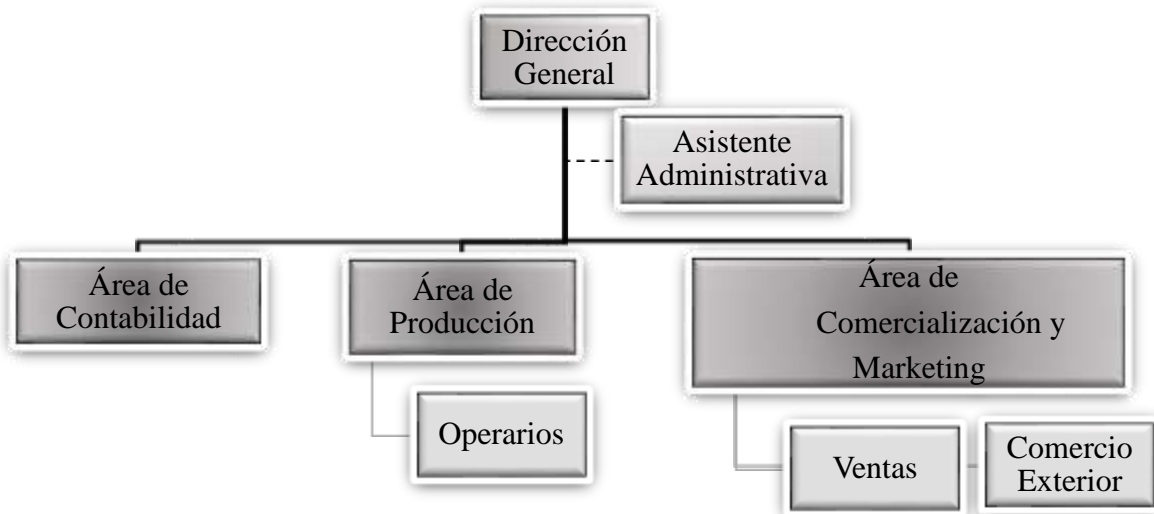 Dirección
General
Asistente
Administrativa
Área de
Contabilidad
Área de
Producción
Área de
Comercialización y
Marketing
Operarios
Ventas
Comercio
Exterior